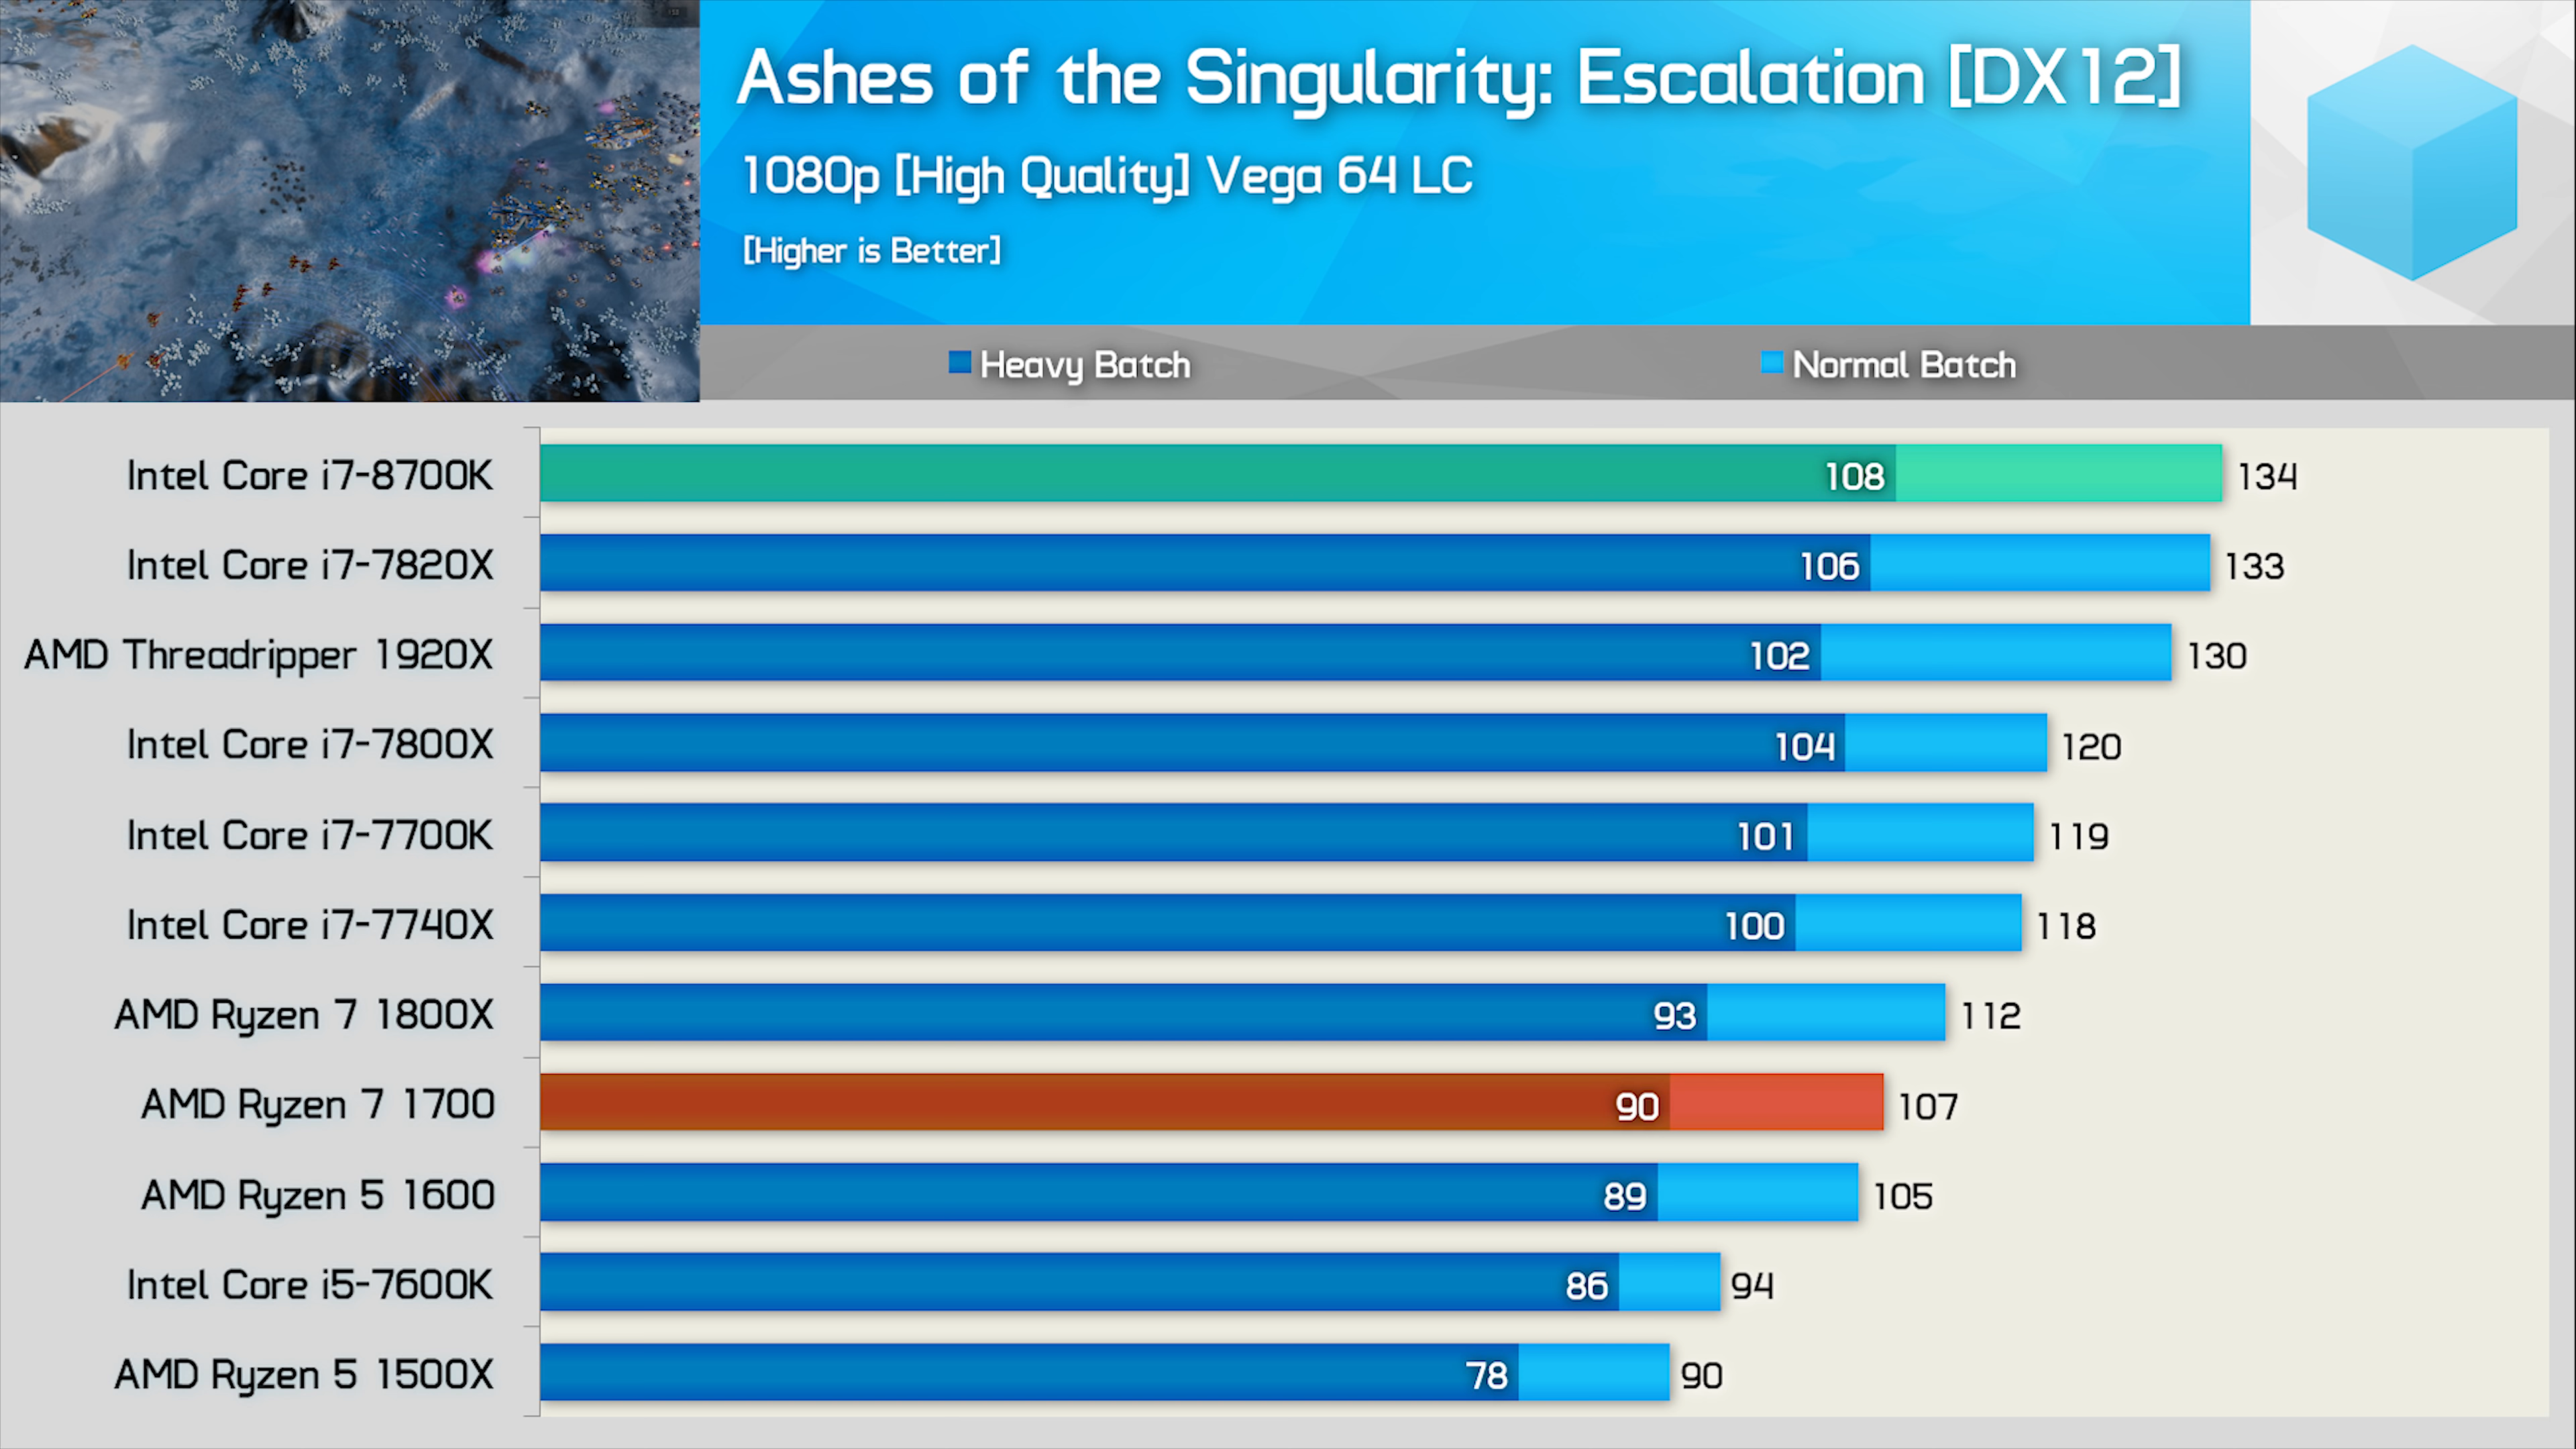 Ashes of the Singularity: Escalation [DX12]
1080p [High Quality] Vega 64 LC
[Higher is Better]
Heavy Batch Normal Batch
Intel Core i7-8700K 108 134
Intel Core i7-7820X 106 133
AMD Threadripper 1920X 102 130
Intel Core i7-7800X 104 120
Intel Core i7-7700K 101 119
Intel Core i7-7740X 100 118
AMD Ryzen 7 1800X 93 112
AMD Ryzen 7 1700 90 107
AMD Ryzen 5 1600 89 105
Intel Core i5-7600K 86 94
AMD Ryzen 5 1500X 78 90